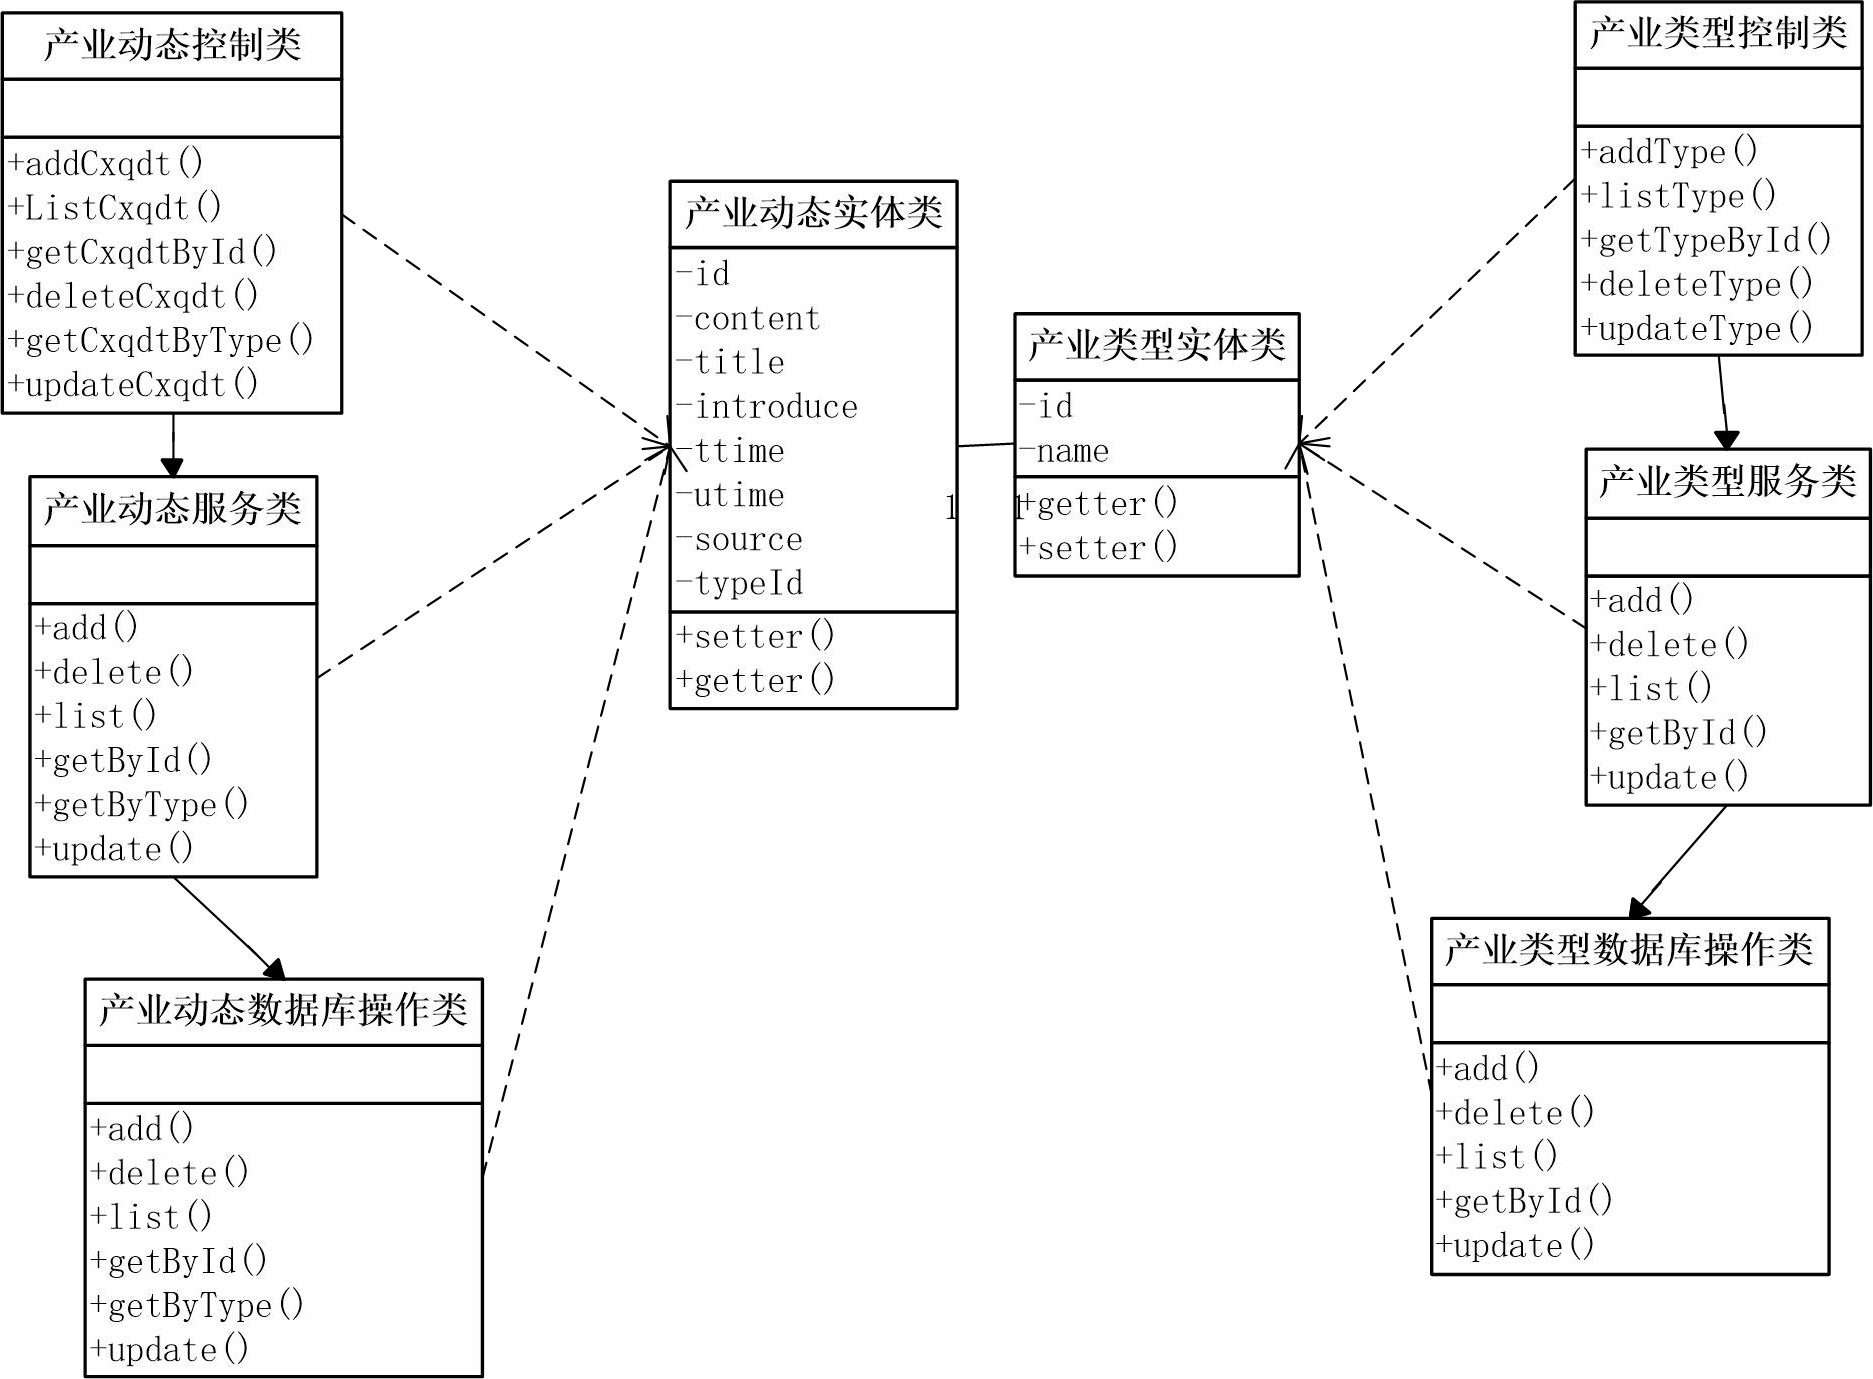 产业动态控制类
+addCxqdt()
+ListCxqdt()
+getCxqdtById()
+deleteCxqdt()
+getCxqdtByType()
+updateCxqdt()
产业动态服务类
+add()
+delete()
+list()
+getById()
+getByType()
+update()
产业动态数据库操作类
+add()
+delete()
+list()
+getById()
+getByType()
+update()
产业动态实体类
-id
-content
-title
-introduce
-ttime
-utime
-source
-typeId
+setter()
+getter()
1
1
产业类型实体类
-id
-name
+getter()
+setter()
产业类型控制类
+addType()
+listType()
+getTypeById()
+deleteType()
+updateType()
产业类型服务类
+add()
+delete()
+list()
+getById()
+update()
产业类型数据库操作类
+add()
+delete()
+list()
+getById()
+update()